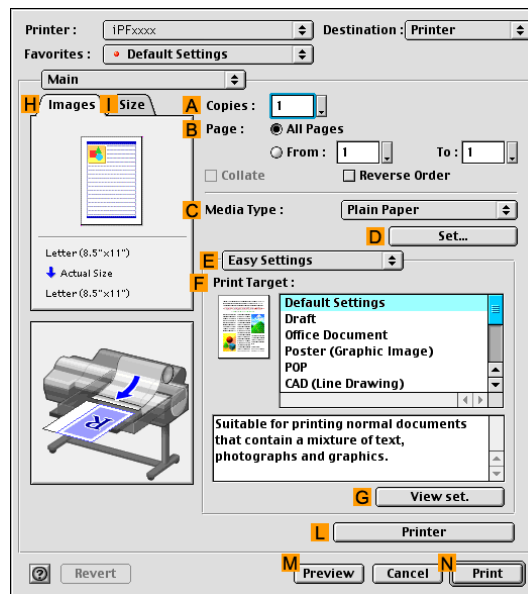 Printer : iPFxxxx Destination : Printer
Favorites : Default Settings
Main
H Images I Size
A Copies : 1
B Page : All Pages
From : 1 To : 1
Collate Reverse Order
C Media Type : Plain Paper
D Set...
Letter (8.5"x11")
Actual Size
Letter (8.5"x11")
E Easy Settings
F Print Target :
Default Settings
Draft
Office Document
Poster (Graphic Image)
POP
CAD (Line Drawing)
R
Suitable for printing normal documents
that contain a mixture of text,
photographs and graphics.
G View set.
L Printer
? Revert M Preview Cancel N Print